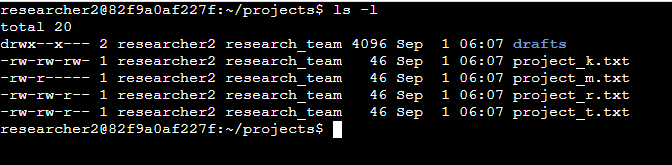 researcher2@82f9a0af227f:~/projects$ ls -l
total 20
drwx--x--- 2 researcher2 research_team 4096 Sep  1 06:07 drafts
-rw-rw-rw- 1 researcher2 research_team   46 Sep  1 06:07 project_k.txt
-rw-r----- 1 researcher2 research_team   46 Sep  1 06:07 project_m.txt
-rw-rw-r-- 1 researcher2 research_team   46 Sep  1 06:07 project_r.txt
-rw-rw-r-- 1 researcher2 research_team   46 Sep  1 06:07 project_t.txt
researcher2@82f9a0af227f:~/projects$